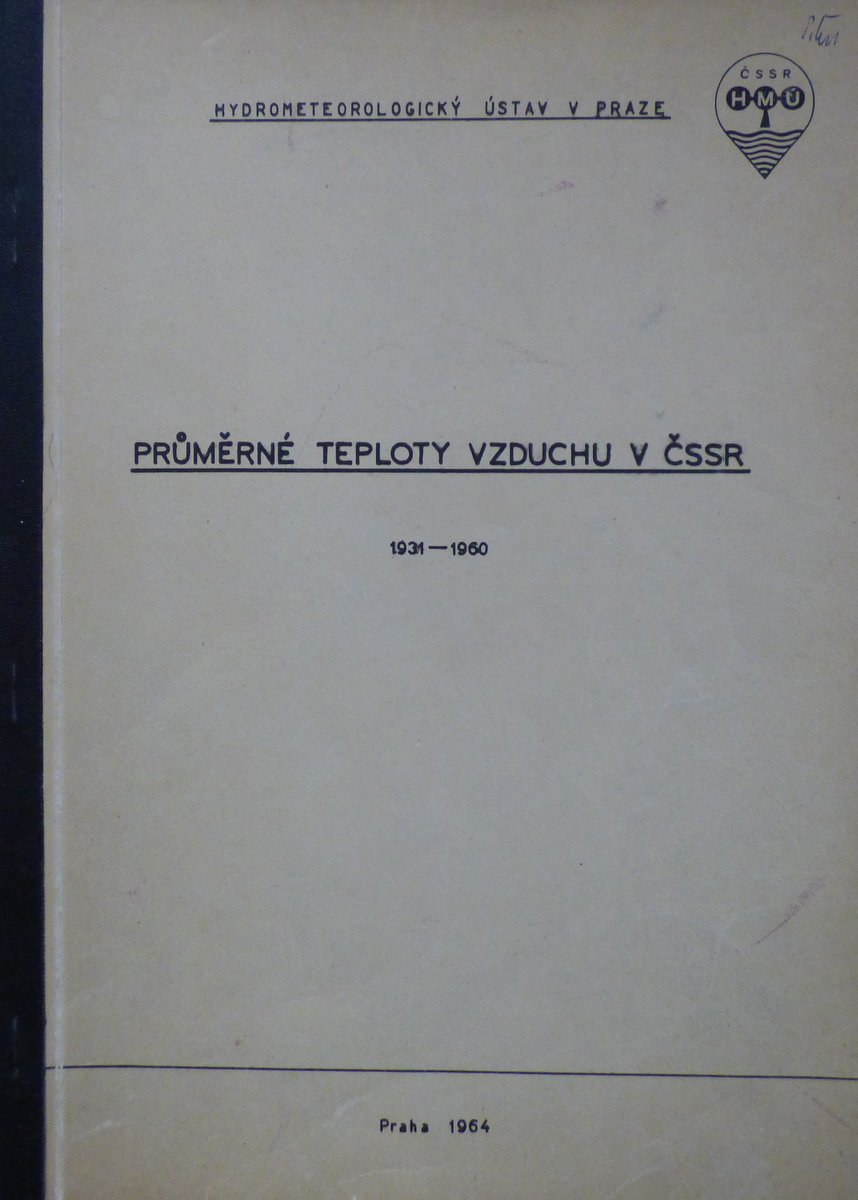 HYDROMETEOROLOGICKÝ ÚSTAV V PRAZE
ČSSR
HMÚ
PRŮMĚRNÉ TEPLOTY VZDUCHU V ČSSR
1931—1960
Praha 1964